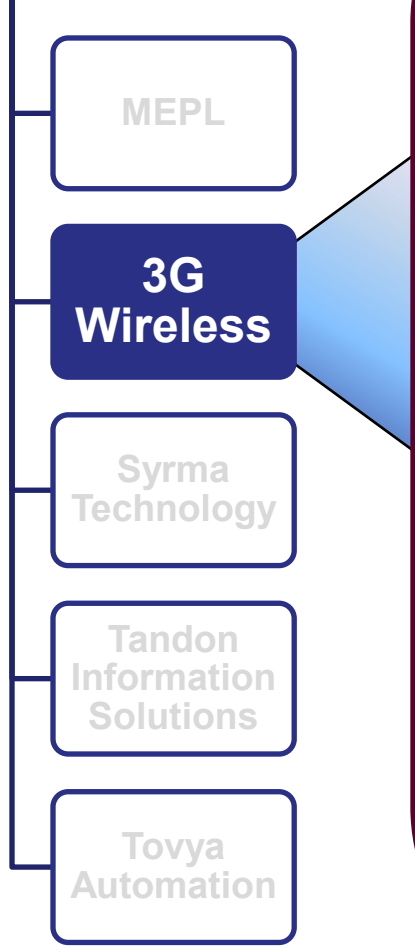 MEPL
3G
Wireless
Syrma
Technology
Tandon
Information
Solutions
Tovya
Automation